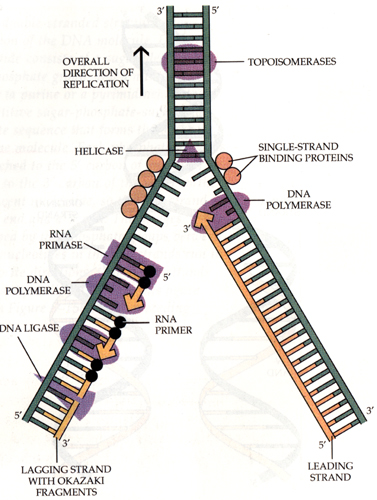 3'
5'
OVERALL
DIRECTION OF
REPLICATION
TOPOISOMERASES
HELICASE
SINGLE-STRAND
BINDING PROTEINS
DNA
POLYMERASE
3'
RNA
PRIMASE
5'
DNA
POLYMERASE
RNA
PRIMER
DNA LIGASE
5'
3'
5'
3'
LAGGING STRAND
WITH OKAZAKI
FRAGMENTS
LEADING
STRAND